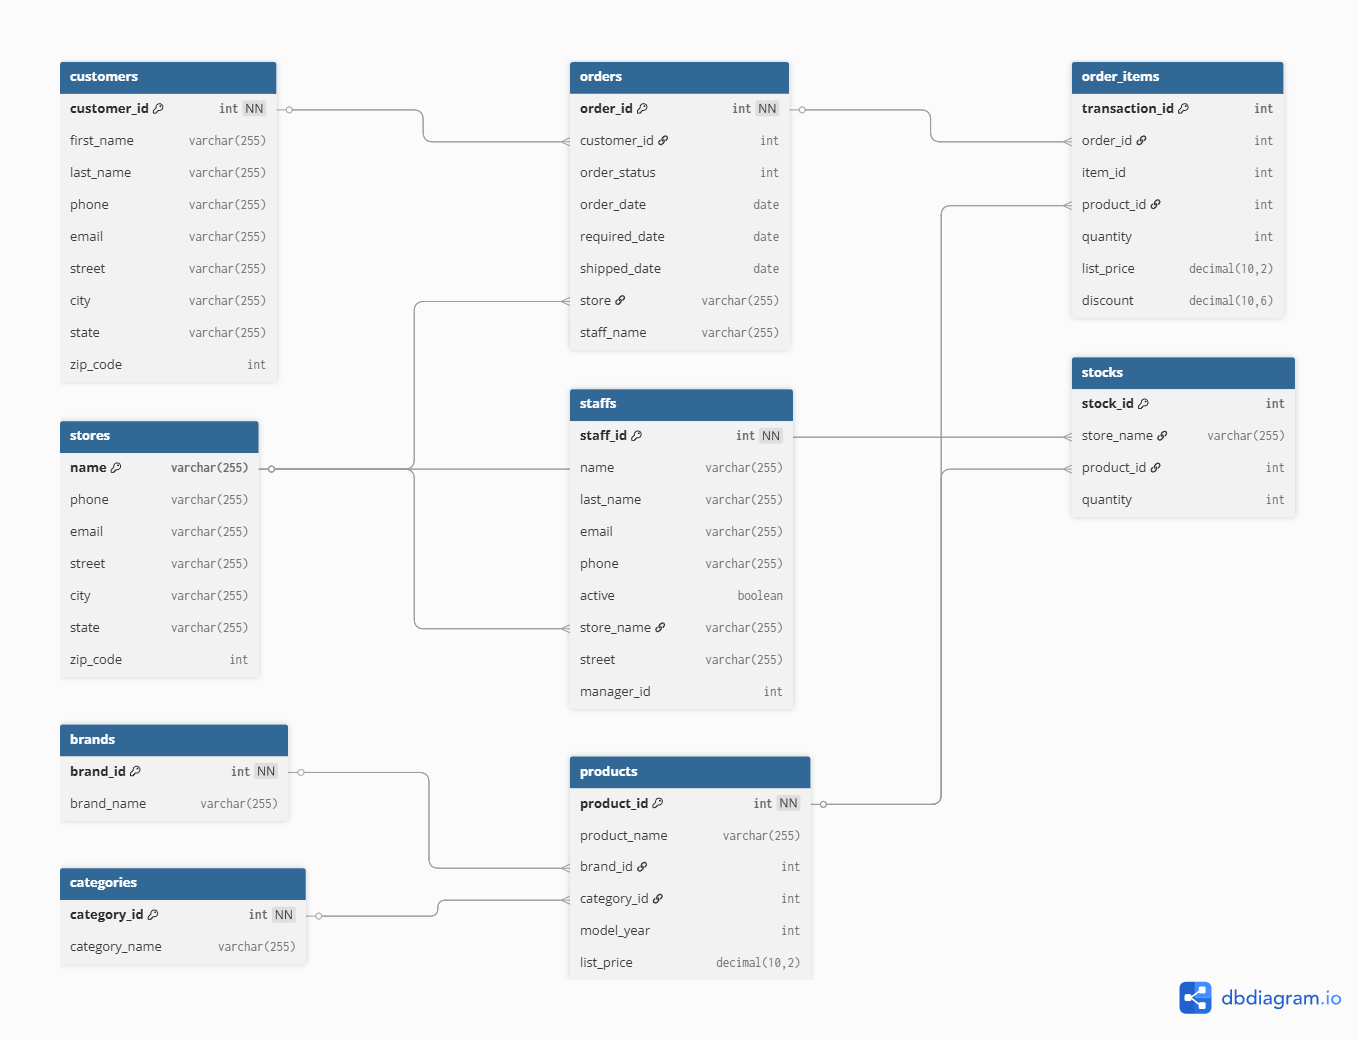 customers
customer_id int NN
first_name varchar(255)
last_name varchar(255)
phone varchar(255)
email varchar(255)
street varchar(255)
city varchar(255)
state varchar(255)
zip_code int
stores
name varchar(255)
phone varchar(255)
email varchar(255)
street varchar(255)
city varchar(255)
state varchar(255)
zip_code int
brands
brand_id int NN
brand_name varchar(255)
categories
category_id int NN
category_name varchar(255)
orders
order_id int NN
customer_id int
order_status int
order_date date
required_date date
shipped_date date
store varchar(255)
staff_name varchar(255)
staffs
staff_id int NN
name varchar(255)
last_name varchar(255)
email varchar(255)
phone varchar(255)
active boolean
store_name varchar(255)
street varchar(255)
manager_id int
products
product_id int NN
product_name varchar(255)
brand_id int
category_id int
model_year int
list_price decimal(10,2)
order_items
transaction_id int
order_id int
item_id int
product_id int
quantity int
list_price decimal(10,2)
discount decimal(10,6)
stocks
stock_id int
store_name varchar(255)
product_id int
quantity int
dbdiagram.io